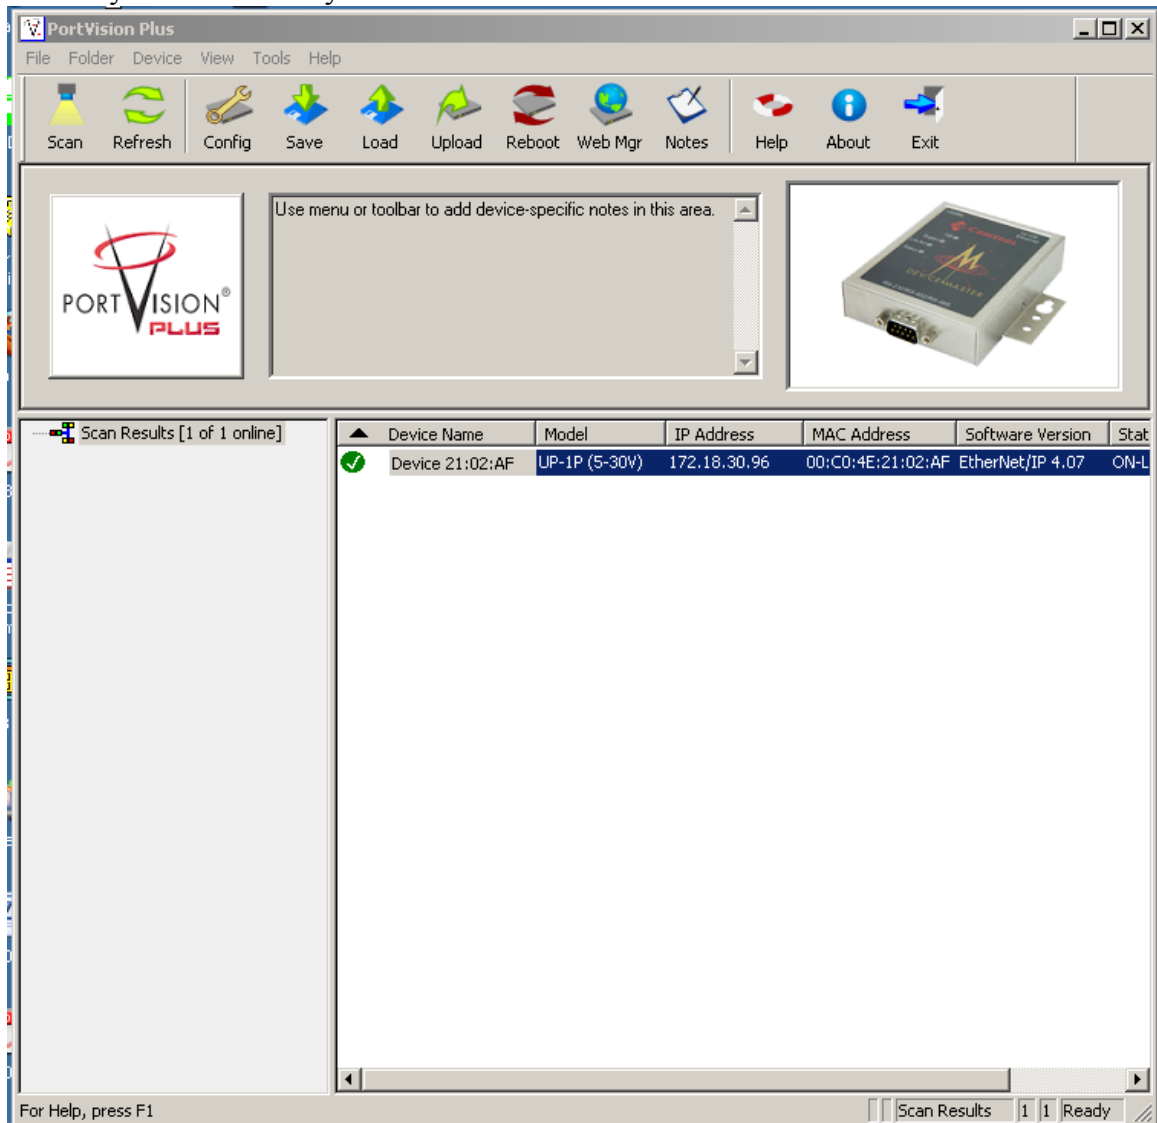 PortVision Plus
File Folder Device View Tools Help
Scan Refresh Config Save Load Upload Reboot Web Mgr Notes Help About Exit
Use menu or toolbar to add device-specific notes in this area.
PORTVISION®
PLUS
COMTROL
DEVICEMASTER
Scan Results [1 of 1 online]
Device Name Model IP Address MAC Address Software Version Stat
Device 21:02:AF UP-1P (5-30V) 172.18.30.96 00:C0:4E:21:02:AF EtherNet/IP 4.07 ON-L
For Help, press F1 Scan Results 1 1 Ready